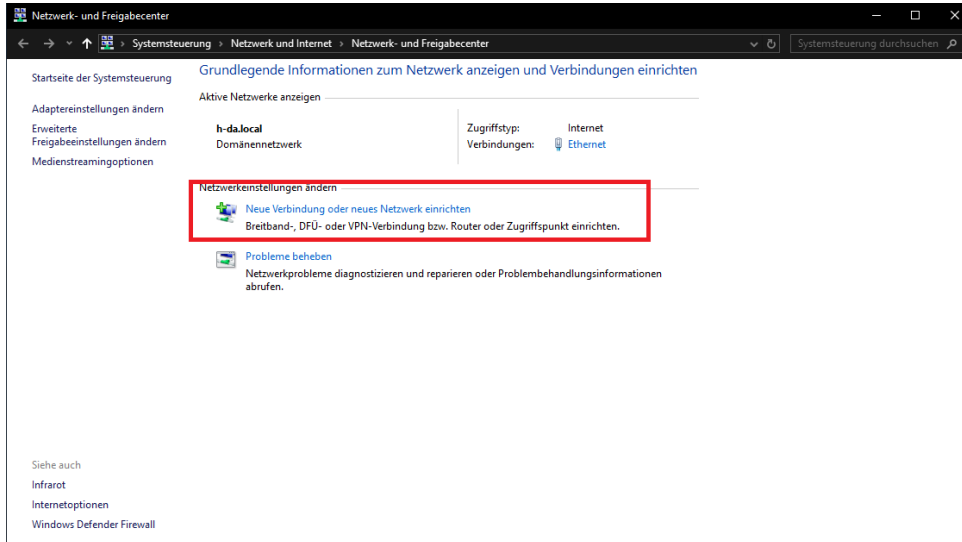 Netzwerk- und Freigabecenter
Systemsteuerung › Netzwerk und Internet › Netzwerk- und Freigabecenter
Systemsteuerung durchsuchen
Startseite der Systemsteuerung
Adaptereinstellungen ändern
Erweiterte
Freigabeeinstellungen ändern
Medienstreamingoptionen
Grundlegende Informationen zum Netzwerk anzeigen und Verbindungen einrichten
Aktive Netzwerke anzeigen
h-da.local
Domänennetzwerk
Zugriffstyp: Internet
Verbindungen: Ethernet
Netzwerkeinstellungen ändern
Neue Verbindung oder neues Netzwerk einrichten
Breitband-, DFÜ- oder VPN-Verbindung bzw. Router oder Zugriffspunkt einrichten.
Probleme beheben
Netzwerkprobleme diagnostizieren und reparieren oder Problembehandlungsinformationen
abrufen.
Siehe auch
Infrarot
Internetoptionen
Windows Defender Firewall